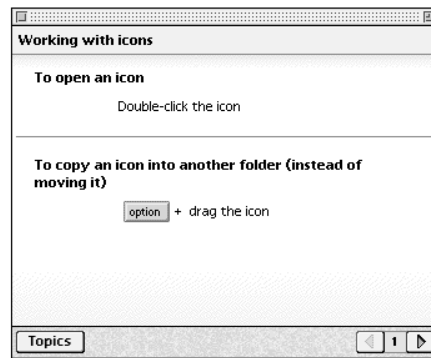 Working with icons
To open an icon
Double-click the icon
To copy an icon into another folder (instead of
moving it)
option + drag the icon
Topics 1